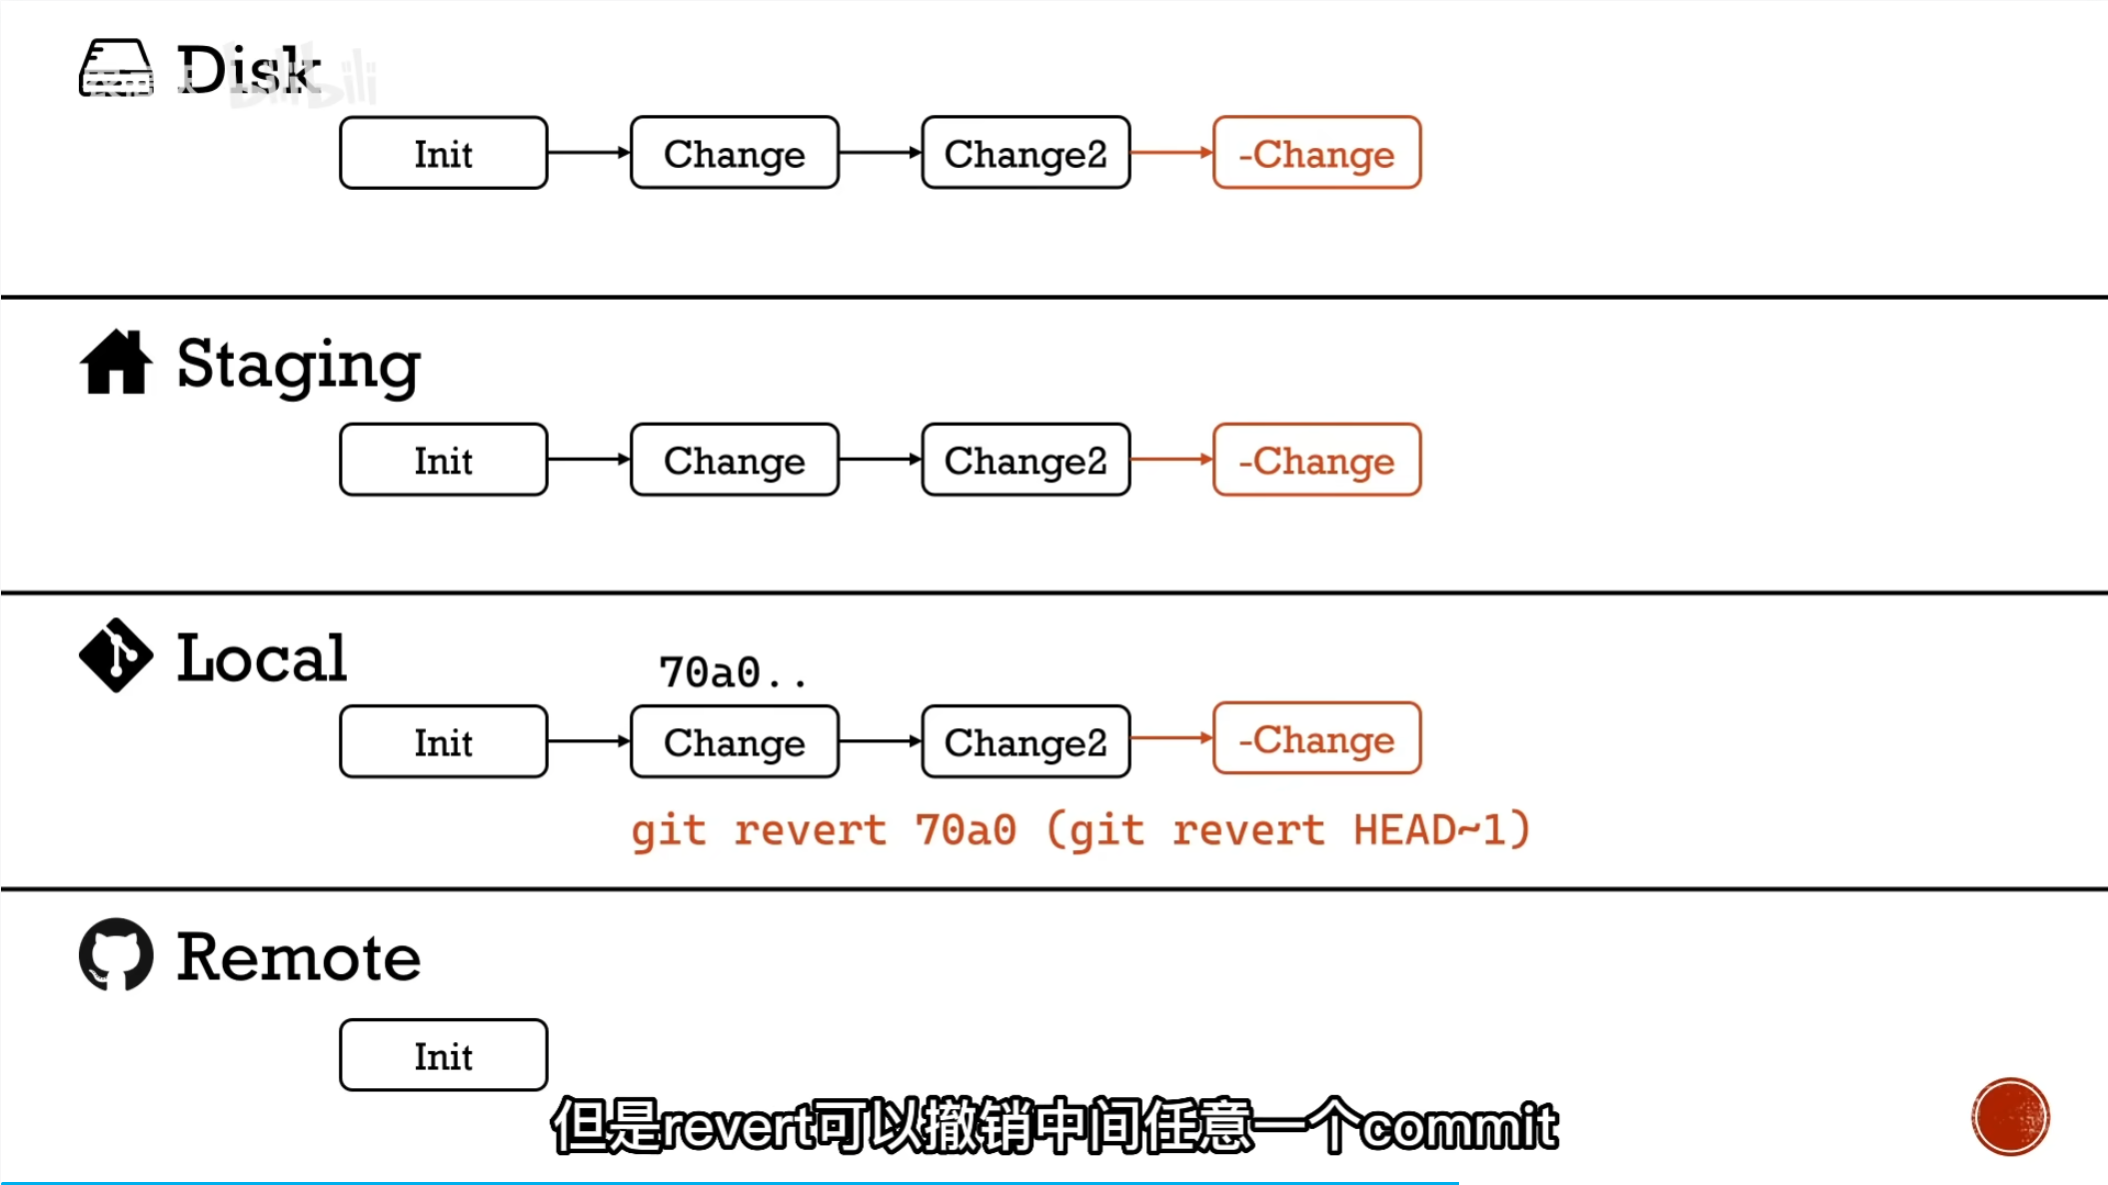 Disk
bilibili
Init
Change
Change2
-Change
Staging
Init
Change
Change2
-Change
Local
70a0..
Init
Change
Change2
-Change
git revert 70a0 (git revert HEAD~1)
Remote
Init
但是revert可以撤销中间任意一个commit